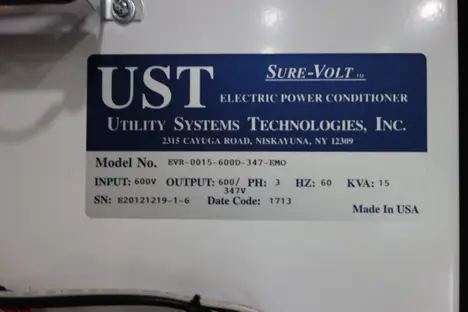 UST
SURE-VOLT TM
ELECTRIC POWER CONDITIONER
UTILITY SYSTEMS TECHNOLOGIES, INC.
2315 CAYUGA ROAD, NISKAYUNA, NY 12309
Model No. EVR-0015-600D-347-EMO
INPUT: 600V OUTPUT: 600/ PH: 3 HZ: 60 KVA: 15
347V
SN: E20121219-1-6 Date Code: 1713
Made In USA